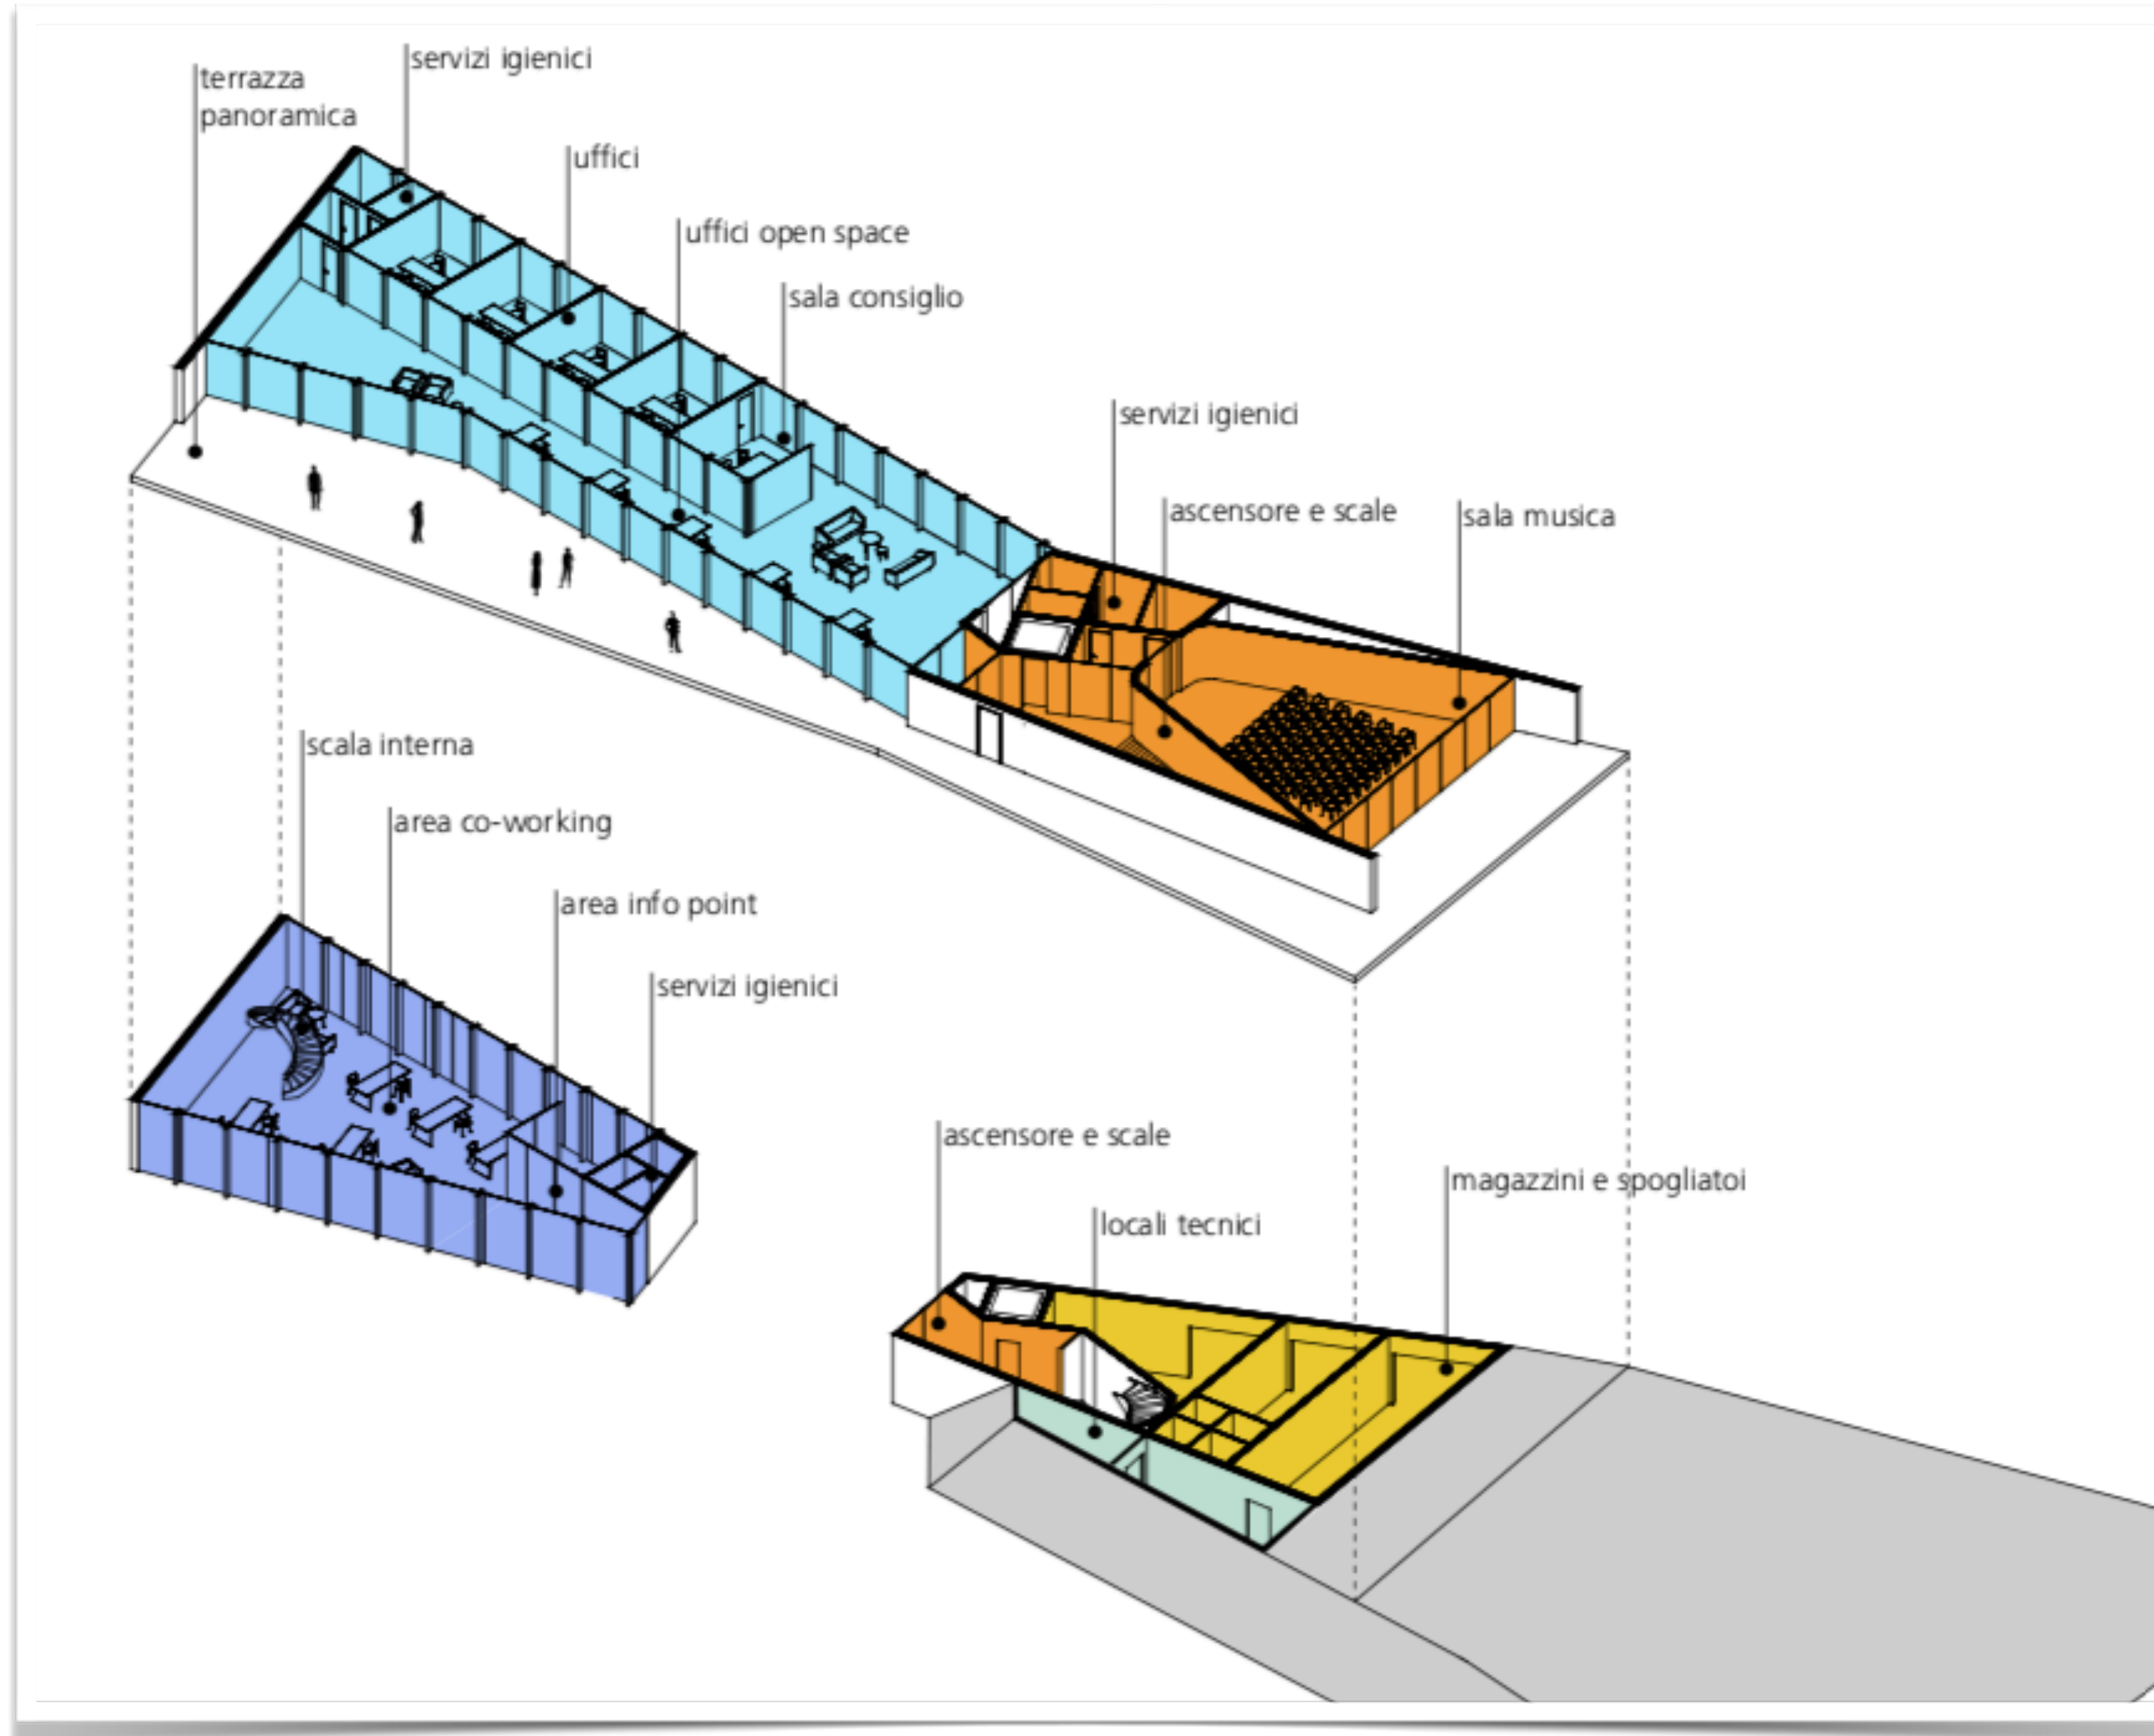 servizi igienici
terrazza
panoramica
uffici
uffici open space
sala consiglio
servizi igienici
ascensore e scale
sala musica
scala interna
area co-working
area info point
servizi igienici
ascensore e scale
magazzini e spogliatoi
locali tecnici